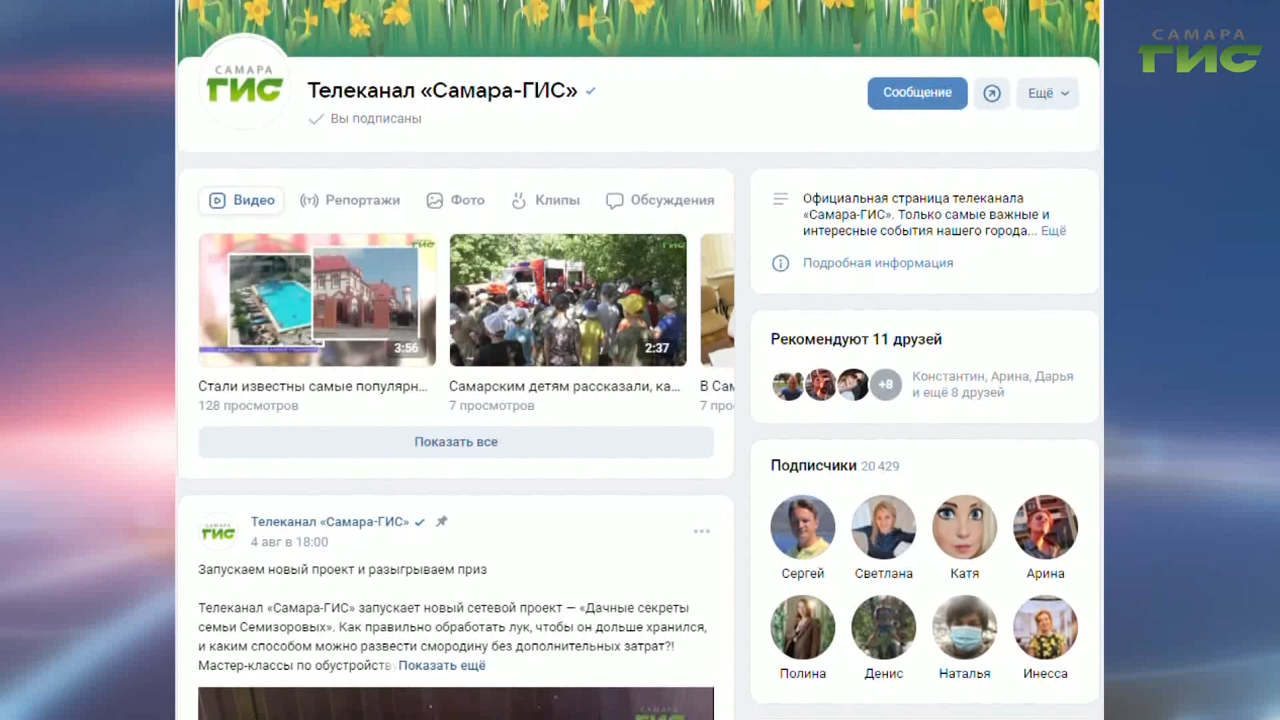 САМАРА
ГИС
САМАРА
ГИС
Телеканал «Самара-ГИС»
Вы подписаны
Сообщение
Ещё
Видео
Репортажи
Фото
Клипы
Обсуждения
ГИС
3:56
ГИС
2:37
Стали известны самые популярн...
128 просмотров
Самарским детям рассказали, ка...
7 просмотров
В Сам
7 про
Показать все
Официальная страница телеканала
«Самара-ГИС». Только самые важные и
интересные события нашего города... Ещё
Подробная информация
Рекомендуют 11 друзей
+8
Константин, Арина, Дарья
и ещё 8 друзей
Подписчики 20 429
Сергей
Светлана
Катя
Арина
Полина
Денис
Наталья
Инесса
САМАРА
ГИС
Телеканал «Самара-ГИС»
4 авг в 18:00
Запускаем новый проект и разыгрываем приз
Телеканал «Самара-ГИС» запускает новый сетевой проект — «Дачные секреты
семьи Семизоровых». Как правильно обработать лук, чтобы он дольше хранился,
и каким способом можно развести смородину без дополнительных затрат?!
Мастер-классы по обустройств Показать ещё
САМАРА
ГИС